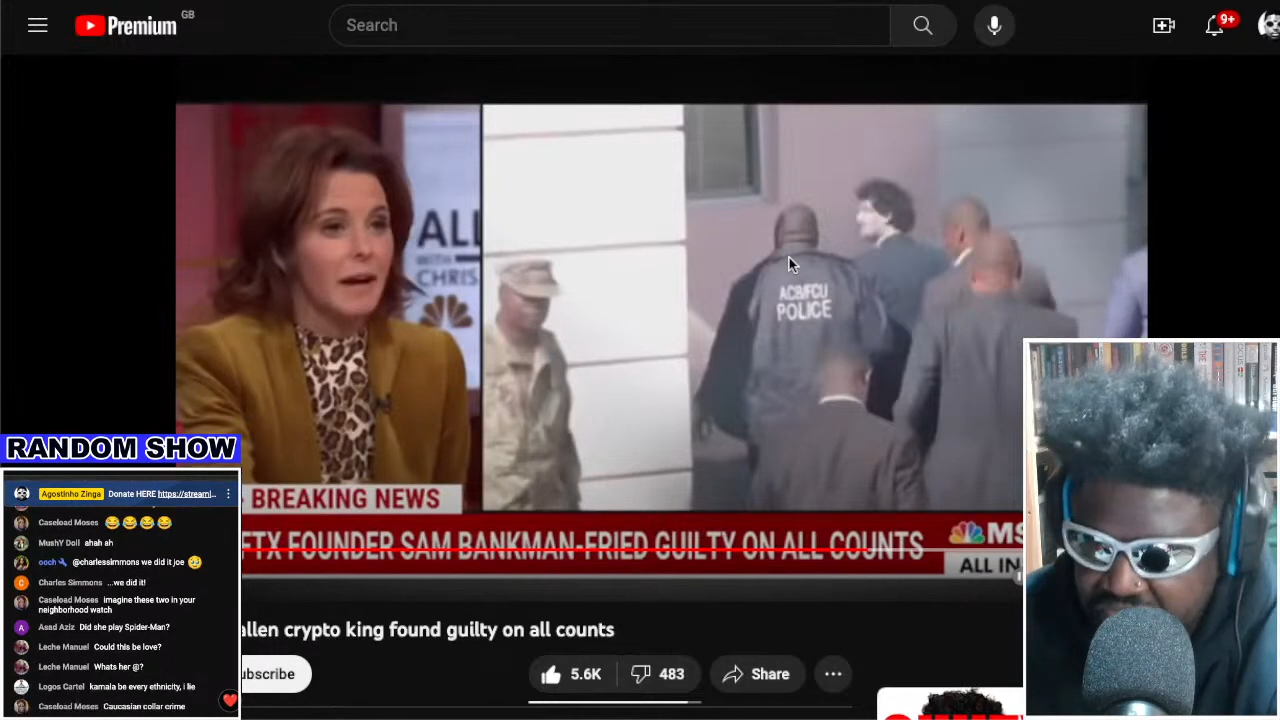 Premium GB
Search
9+
ALL
WITH
CHRIS
ACB/FCU
POLICE
BREAKING NEWS
FTX FOUNDER SAM BANKMAN-FRIED GUILTY ON ALL COUNTS
MS
ALL IN
allen crypto king found guilty on all counts
ubscribe
5.6K
483
Share
RANDOM SHOW
Agostinho Zinga Donate HERE https://streaml...
Caseload Moses 😂😂😂😂
MushY Doll ahah ah
ooch @charlessimmons we did it joe 🥹
Charles Simmons ...we did it!
Caseload Moses imagine these two in your
neighborhood watch
Asad Aziz Did she play Spider-Man?
Leche Manuel Could this be love?
Leche Manuel Whats her @?
Logos Cartel kamala be every ethnicity, i lie
Caseload Moses Caucasian collar crime